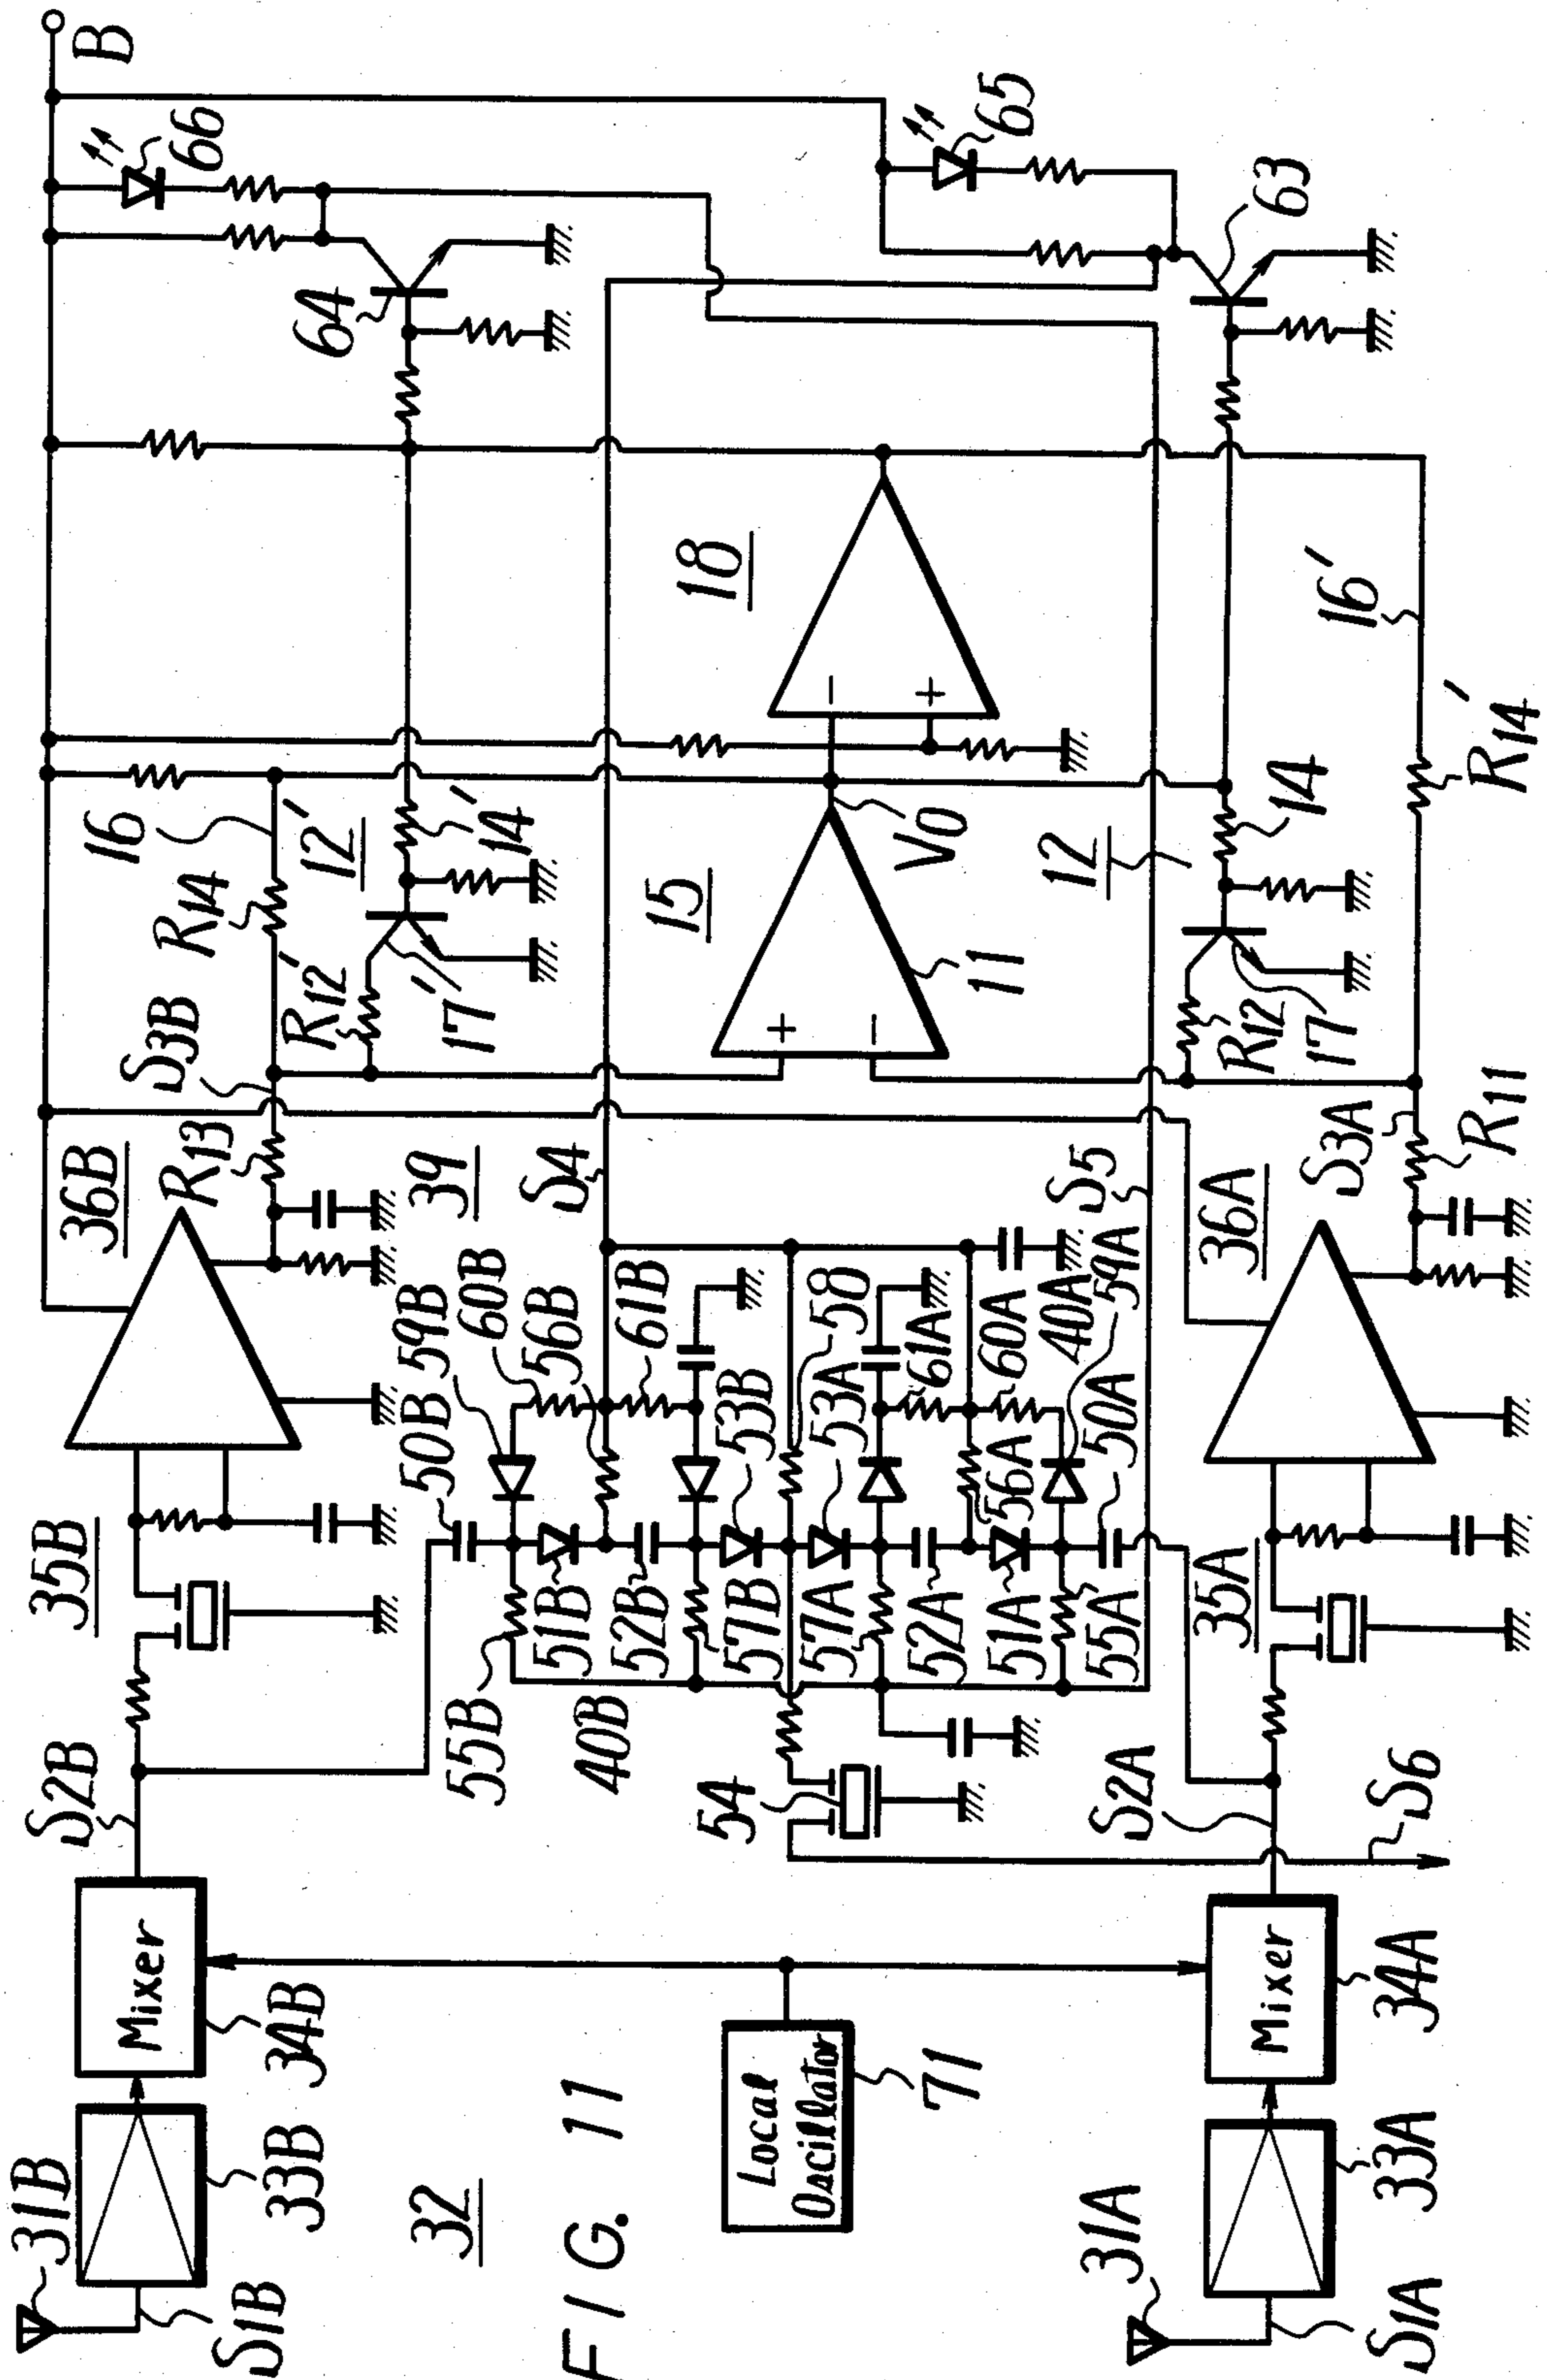 31B
S1B
33B
Mixer
34B
S2B
35B
36B
R13
S3B
R14
16
12'
R12'
17'
14'
64
66
B
32
39
S4
50B
59B
60B
56B
61B
55B
51B
52B
40B
57B
53B
54
58
57A
53A
61A
52A
60A
40A
59A
51A
56A
55A
50A
S5
15
11
V0
18
+
−
−
+
12
14
R12
17
65
63
16'
R14'
Local
Oscillator
71
31A
S1A
33A
Mixer
34A
S2A
S6
35A
36A
S3A
R11
FIG. 11